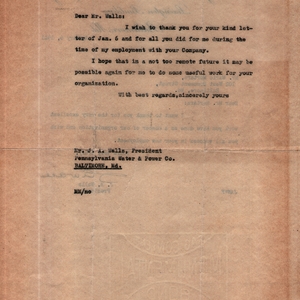 Dear Mr. Walls:
I wish to thank you for your kind let-
ter of Jan. 6 and for all you did for me during the
time of my employment with your Company.
I hope that in a not too remote future it may be
possible again for me to do some useful work for your
organization.
With best regards, sincerely yours
Mr. J. A. Walls, President
Pennsylvania Water & Power Co.
BALTIMORE, Md.